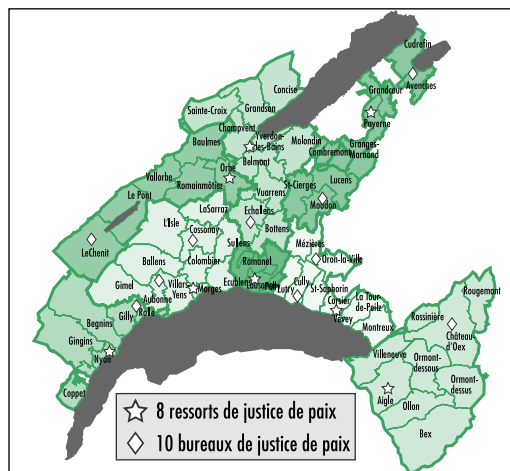 Cudrefin
Avenches
Concise
Grandcour
Sainte-Croix
Grandson
Payerne
Champvent
Yverdon-
des-Bains
Molondin
Granges-
Marnand
Baulmes
Combremont
Belmont
Vallorbe
Orbe
Lucens
Romainmôtier
Vuarrens
St-Cierges
Le Pont
Moudon
LaSarraz
Echallens
L'Isle
Cossonay
Bottens
LeChenit
Sullens
Mézières
Ballens
Colombier
Romanel
Oron-la-Ville
Gimel
Villars-
Yens
Ecublens
Lausanne
Pully
Cully
Lutry
St-Saphorin
Aubonne
Morges
Corsier
La Tour-
de-Peilz
Rougemont
Gilly
Rolle
Vevey
Rossinière
Begnins
Montreux
Château-
d'Oex
Gingins
Nyon
Villeneuve
Ormont-
dessous
Coppet
Aigle
Ormont-
dessus
Ollon
Bex
8 ressorts de justice de paix
10 bureaux de justice de paix